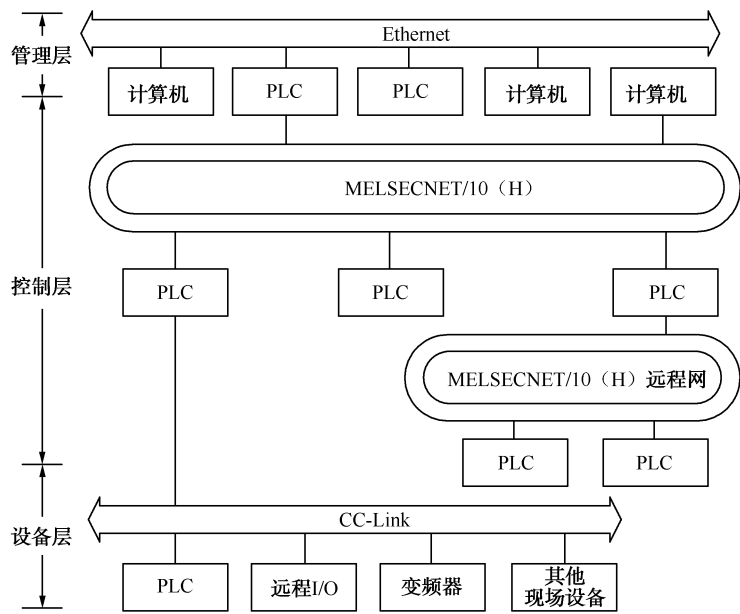 Ethernet
管理层
计算机
PLC
PLC
计算机
计算机
MELSECNET/10（H）
控制层
PLC
PLC
PLC
MELSECNET/10（H）远程网
PLC
PLC
设备层
CC-Link
PLC
远程I/O
变频器
其他
现场设备